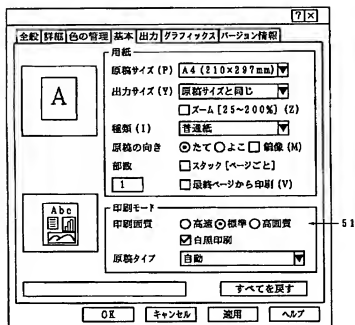 ? ×
全般 詳細 色の管理 基本 出力 グラフィックス バージョン情報
用紙
原稿サイズ (P) A4 (210×297mm)
出力サイズ (Y) 原稿サイズと同じ
ズーム [25~200%] (Z)
種類 (I) 普通紙
原稿の向き たて よこ 鏡像 (M)
部数 スタック [ページごと]
1 最終ページから印刷 (V)
A
印刷モード
印刷画質 高速 標準 高画質
51
白黒印刷
原稿タイプ 自動
Abc
すべてを戻す
OK キャンセル 適用 ヘルプ